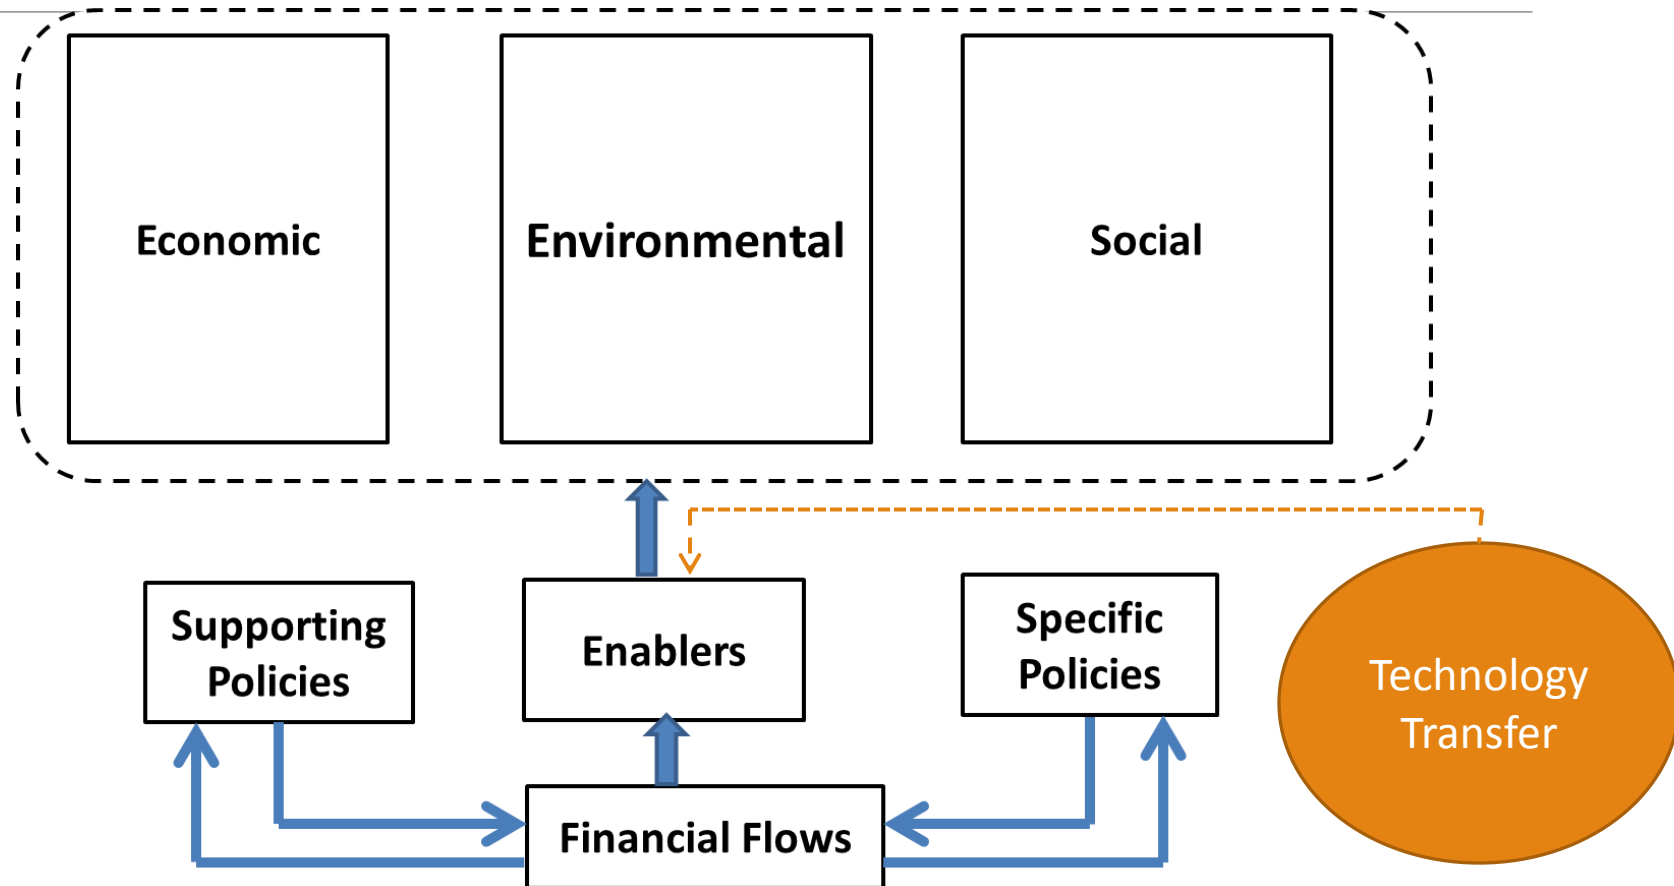 Economic
Environmental
Social
Supporting
Policies
Enablers
Specific
Policies
Technology
Transfer
Financial Flows